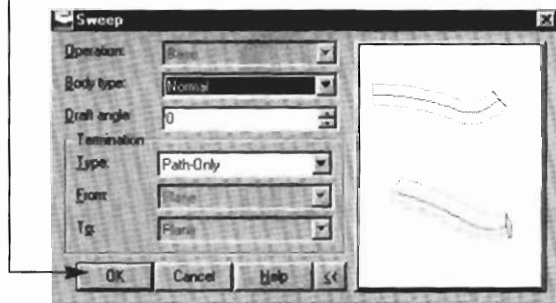 Sweep
Operation: Base
Body type: Normal
Draft angle 0
Termination
Type: Path-Only
From: Plane
To: Plane
OK Cancel Help <<